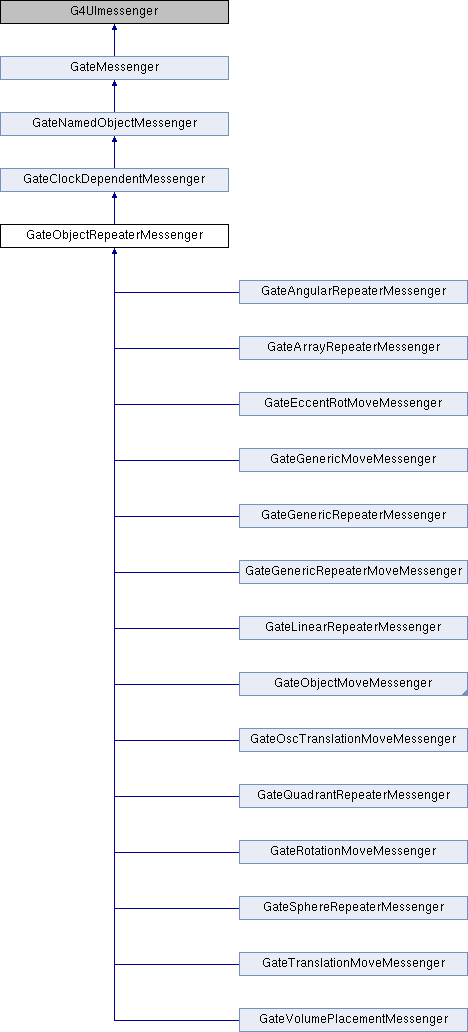 G4UImessenger
GateMessenger
GateNamedObjectMessenger
GateClockDependentMessenger
GateObjectRepeaterMessenger
GateAngularRepeaterMessenger
GateArrayRepeaterMessenger
GateEccentRotMoveMessenger
GateGenericMoveMessenger
GateGenericRepeaterMessenger
GateGenericRepeaterMoveMessenger
GateLinearRepeaterMessenger
GateObjectMoveMessenger
GateOscTranslationMoveMessenger
GateQuadrantRepeaterMessenger
GateRotationMoveMessenger
GateSphereRepeaterMessenger
GateTranslationMoveMessenger
GateVolumePlacementMessenger